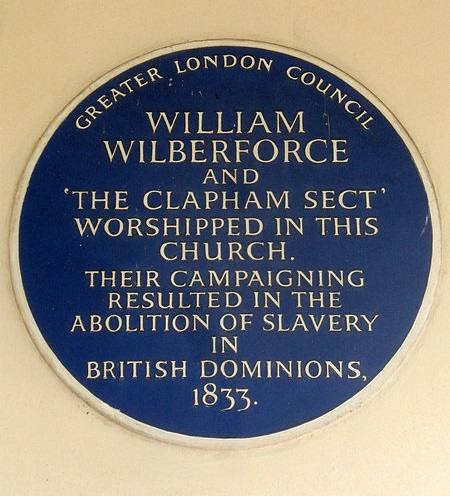 GREATER LONDON COUNCIL
WILLIAM
WILBERFORCE
AND
'THE CLAPHAM SECT'
WORSHIPPED IN THIS
CHURCH.
THEIR CAMPAIGNING
RESULTED IN THE
ABOLITION OF SLAVERY
IN
BRITISH DOMINIONS,
1833.